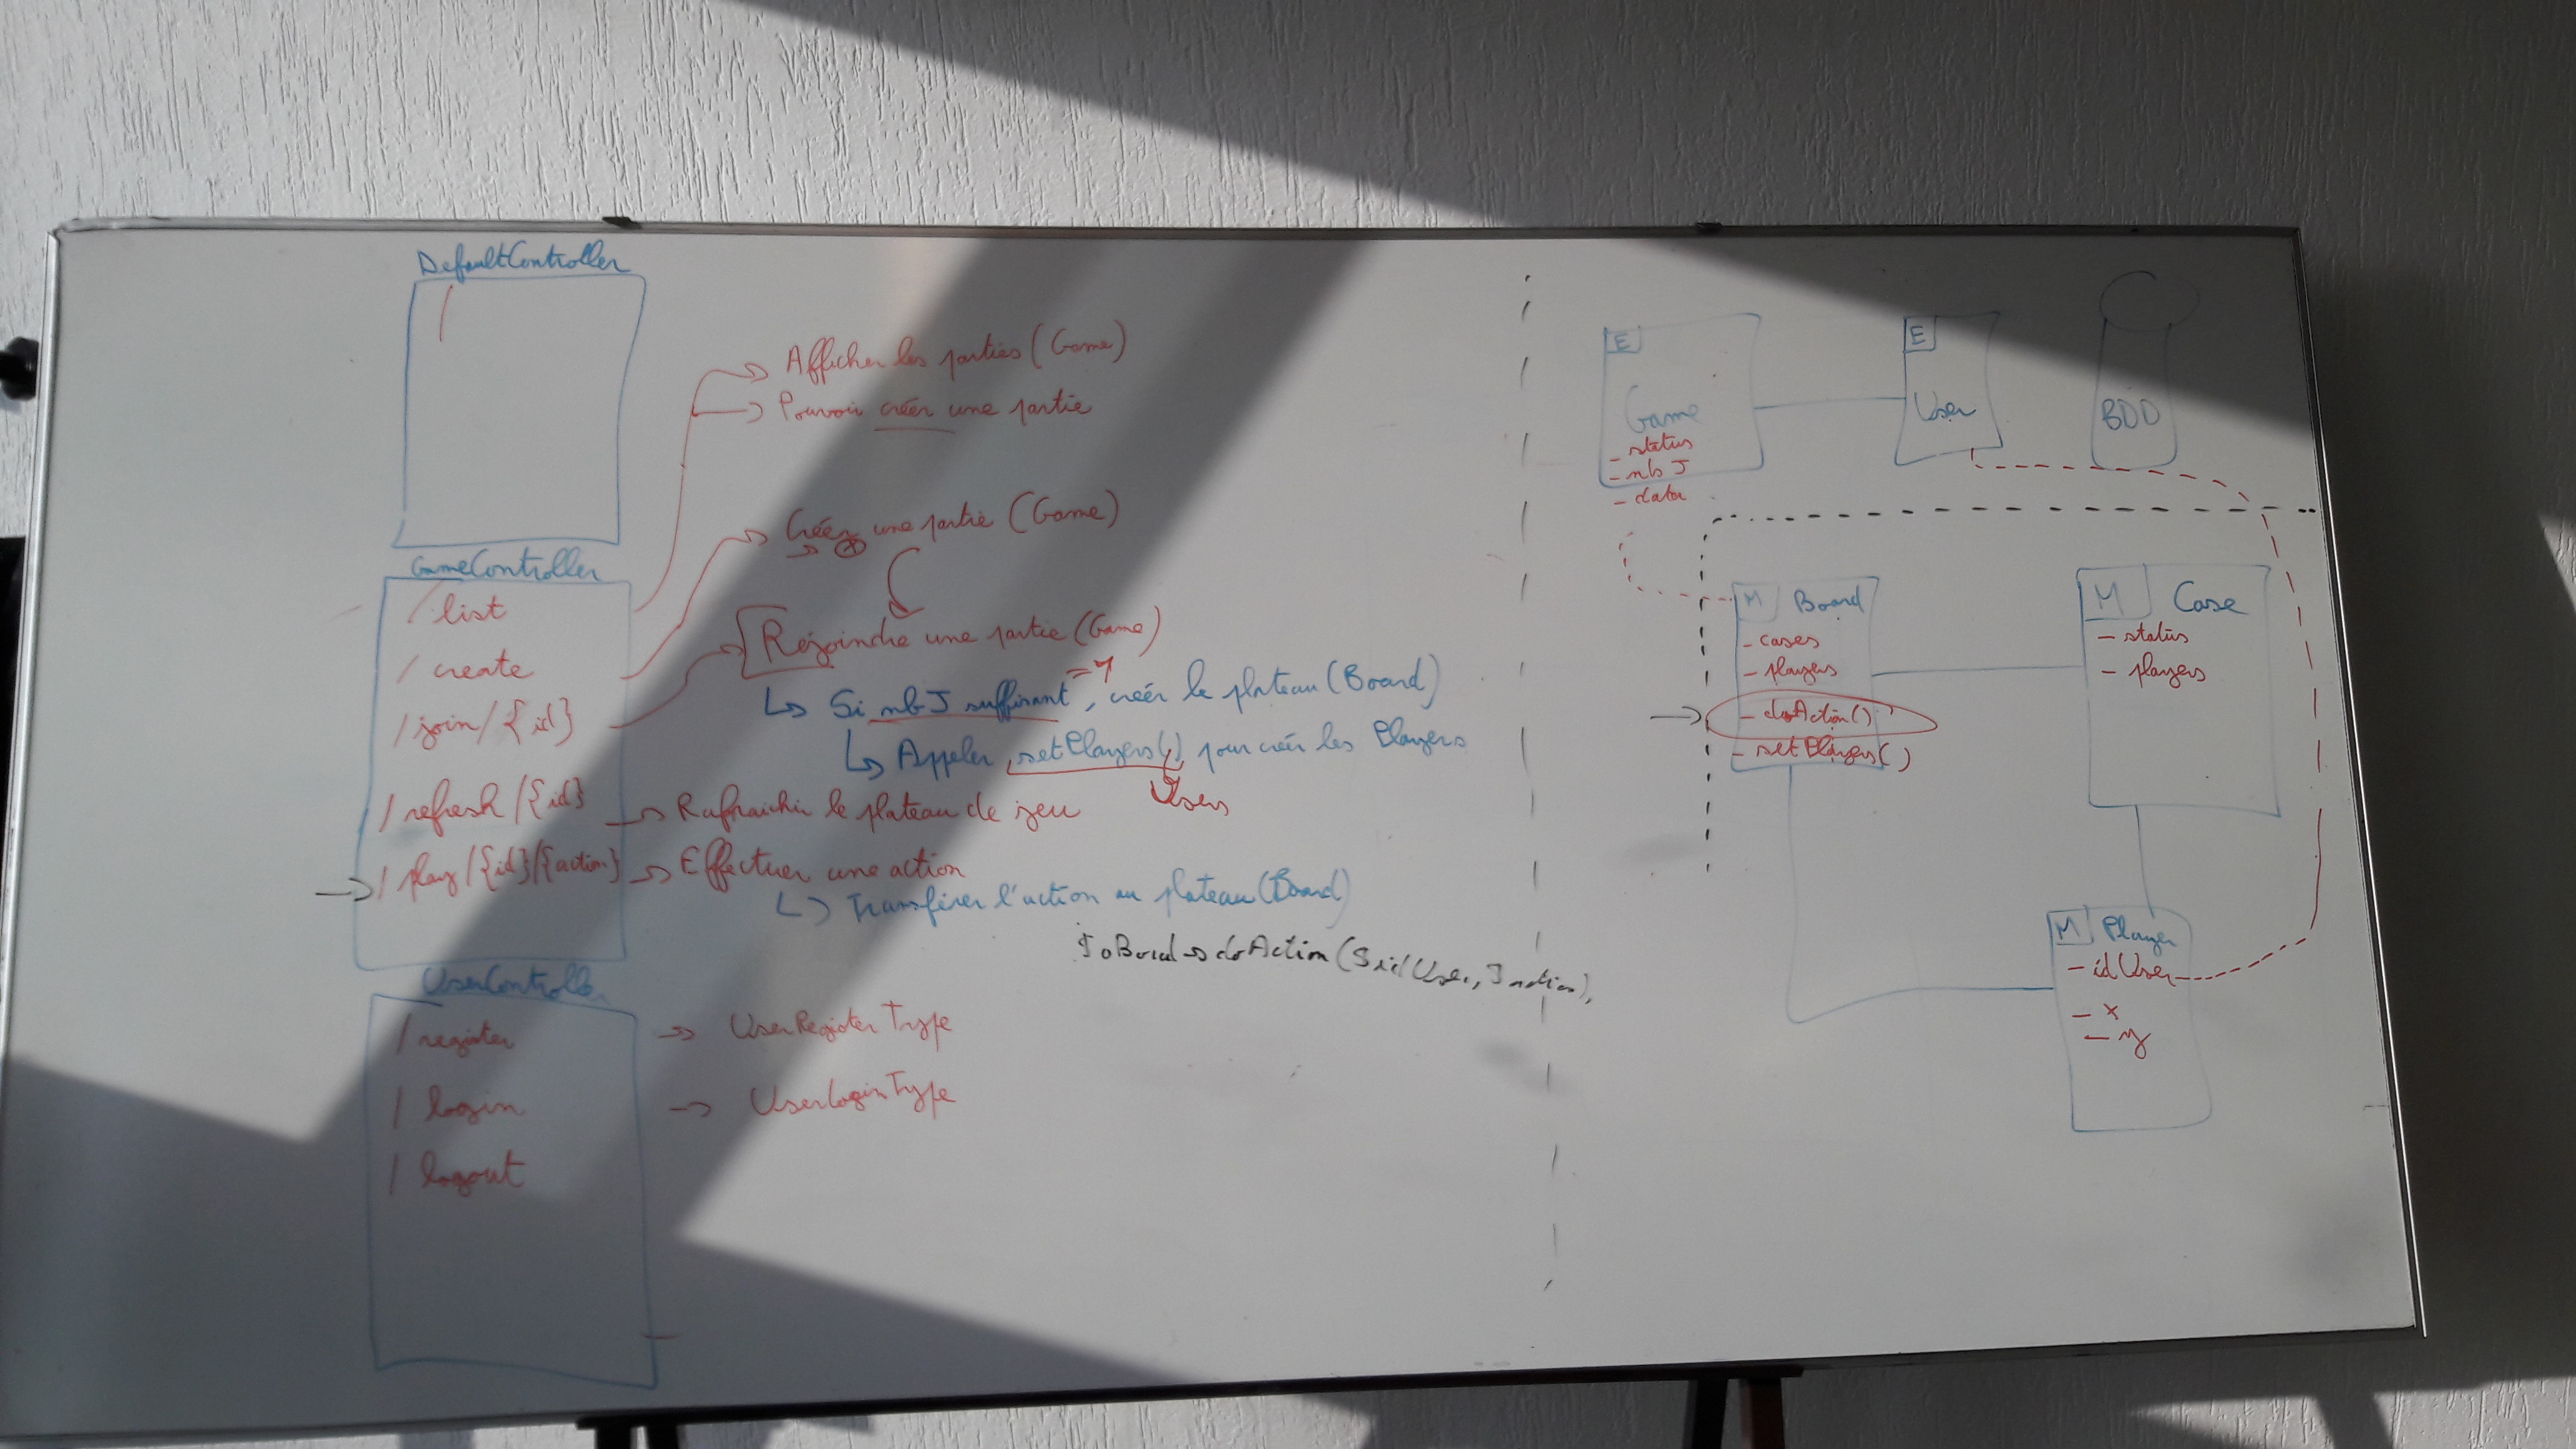 DefaultController
/
→ Afficher les parties (Game)
→ Pouvoir créer une partie
→ Créer une partie (Game)
GameController
/ list
/ create
/ join / {id}
/ refresh / {id}
/ play / {id} / {action}
→ Rejoindre une partie (Game)
↳ Si nb J suffisant, créer le plateau (Board)
↳ Appeler setPlayers() pour créer les Players
Users
→ Rafraichir le plateau de jeu
→ Effectuer une action
↳ Transférer l'action au plateau (Board)
$oBoard → doAction($idUser, $action);
UserController
/ register → UserRegisterType
/ login → UserLoginType
/ logout
E
Game
- status
- nb J
- data
E
User
BDD
M Board
- cases
- players
- doAction()
- setPlayers()
M Case
- status
- players
M Player
- idUser
- x
- y